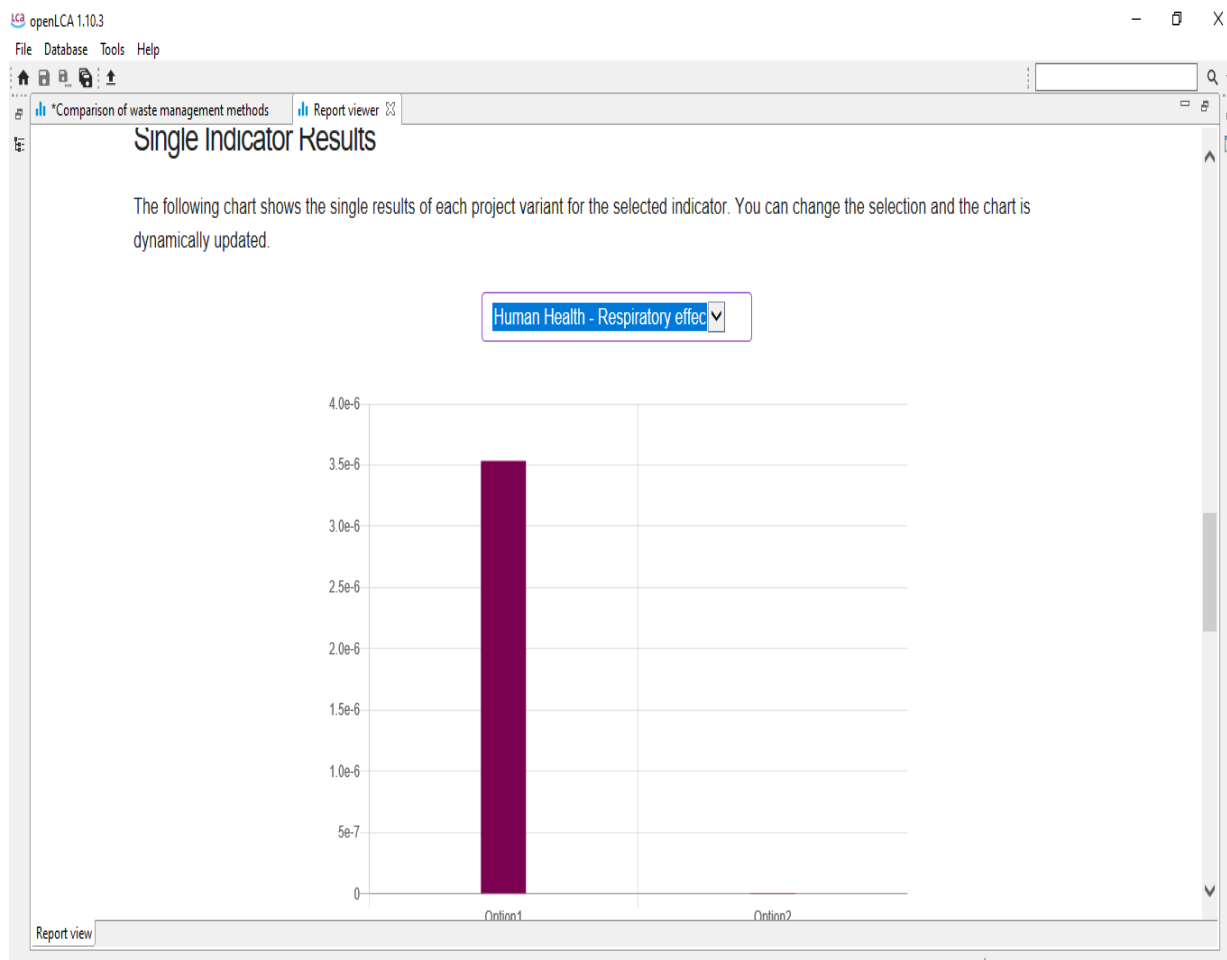 LCa openLCA 1.10.3
File Database Tools Help
*Comparison of waste management methods Report viewer
Single Indicator Results
The following chart shows the single results of each project variant for the selected indicator. You can change the selection and the chart is
dynamically updated.
Human Health - Respiratory effec
4.0e-6
3.5e-6
3.0e-6
2.5e-6
2.0e-6
1.5e-6
1.0e-6
5e-7
0
Option1 Option2
Report view